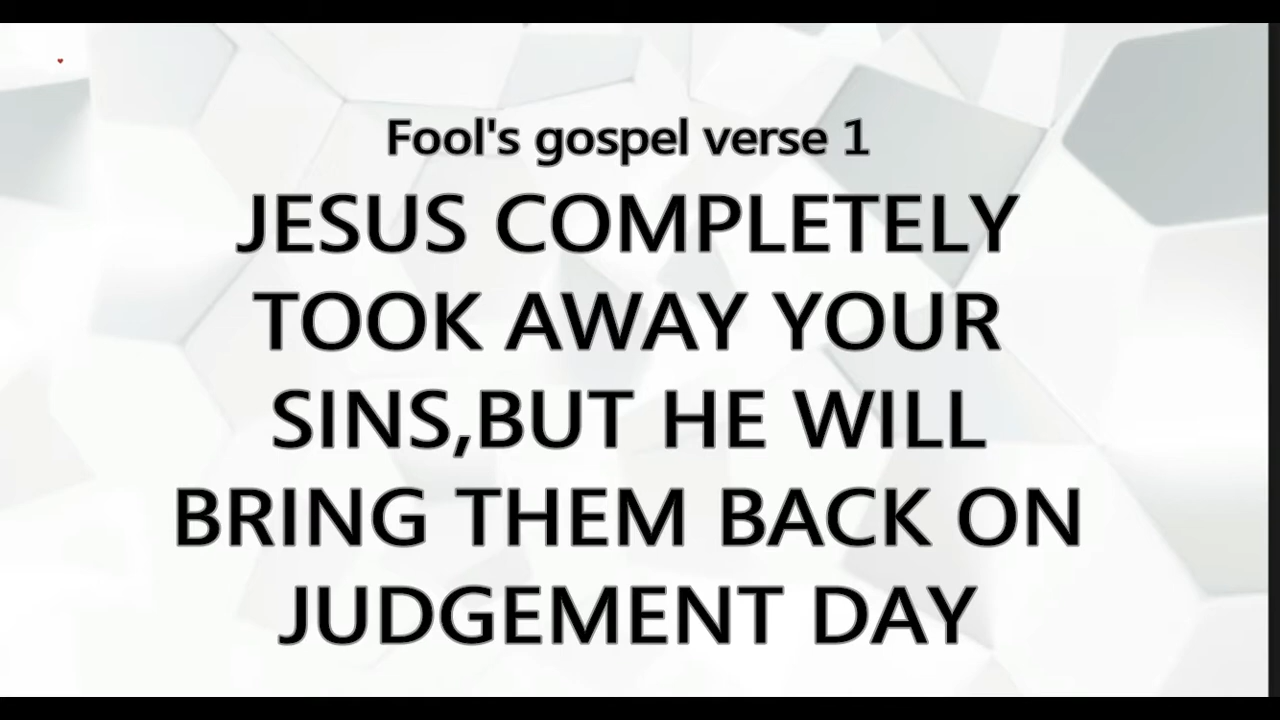 Fool's gospel verse 1
JESUS COMPLETELY
TOOK AWAY YOUR
SINS,BUT HE WILL
BRING THEM BACK ON
JUDGEMENT DAY